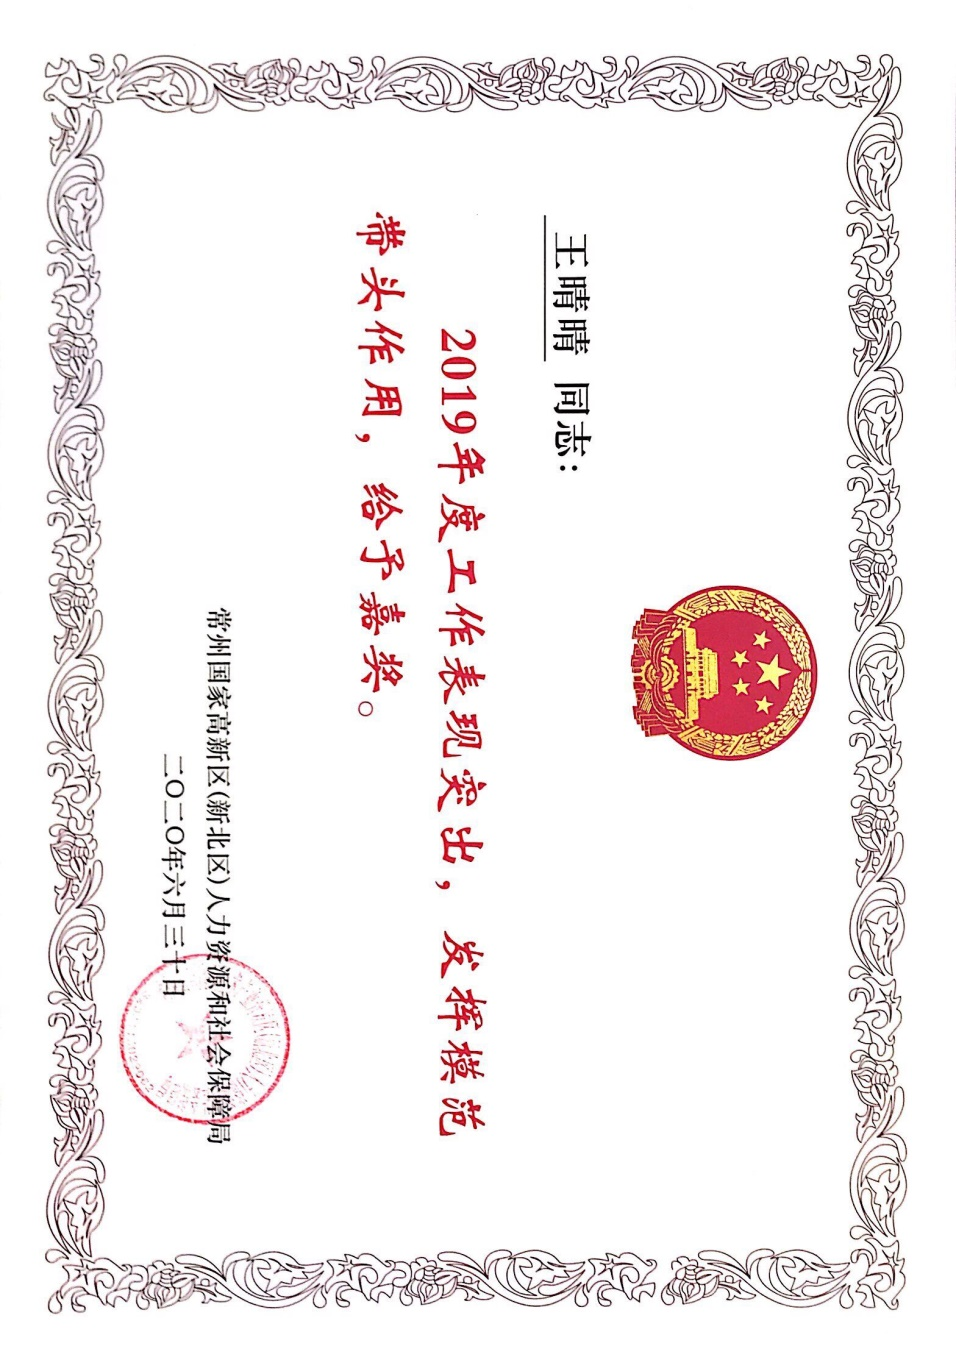 王晴晴 同志：
2019年度工作表现突出，发挥模范
带头作用，给予嘉奖。
常州国家高新区(新北区)人力资源和社会保障局
二〇二〇年六月三十日